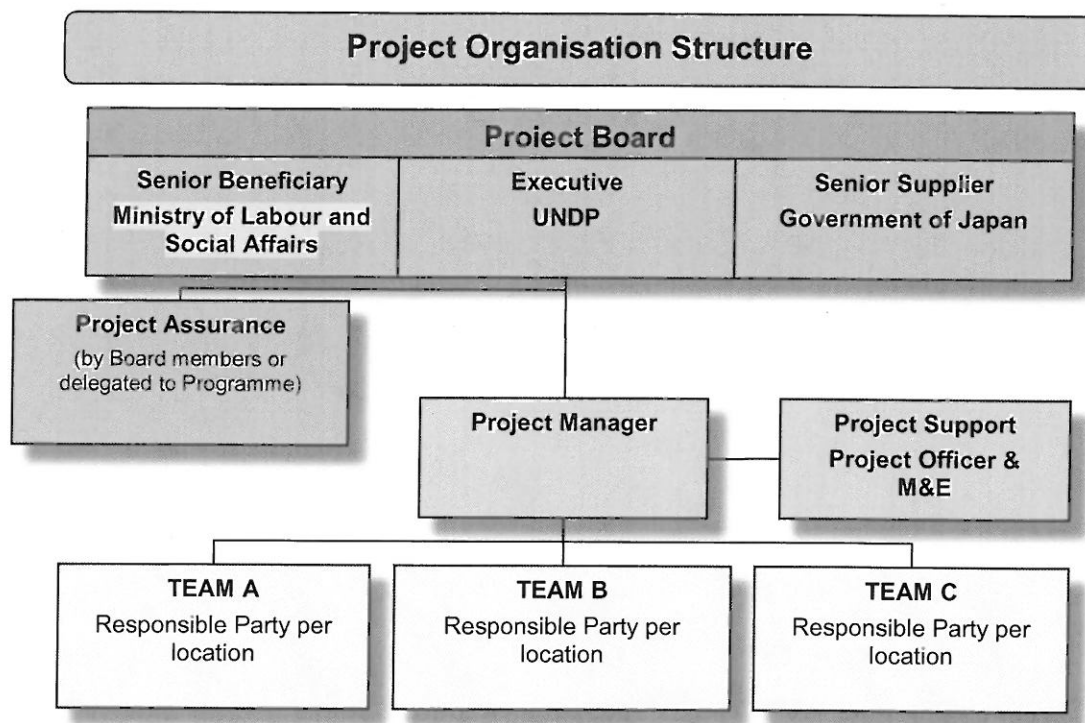 Project Organisation Structure
Project Board
Senior Beneficiary
Ministry of Labour and
Social Affairs
Executive
UNDP
Senior Supplier
Government of Japan
Project Assurance
(by Board members or
delegated to Programme)
Project Manager
Project Support
Project Officer &
M&E
TEAM A
Responsible Party per
location
TEAM B
Responsible Party per
location
TEAM C
Responsible Party per
location